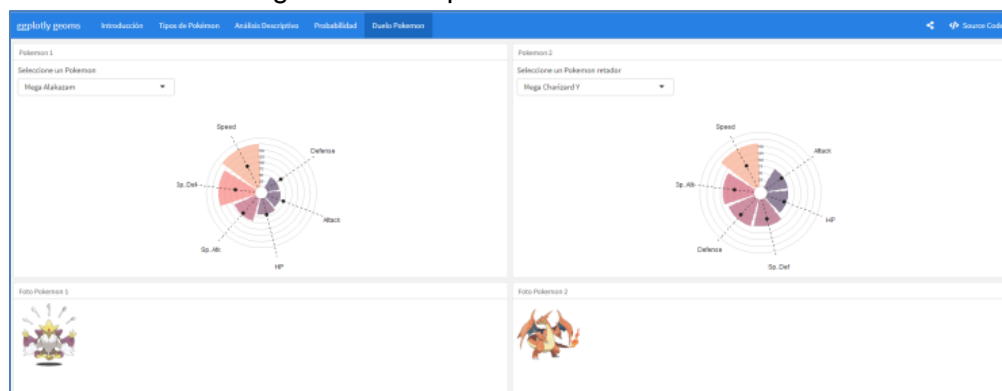 ggplotly geoms Introducción Tipos de Pokémon Análisis Descriptivo Probabilidad Duelo Pokemon Source Code
Pokemon 1
Seleccione un Pokemon
Mega Alakazam
Speed
Defense
Sp..Def
Attack
Sp..Atk
HP
Pokemon 2
Seleccione un Pokemon retador
Mega Charizard Y
Speed
Attack
Sp..Atk
HP
Defense
Sp..Def
Foto Pokemon 1
Foto Pokemon 2